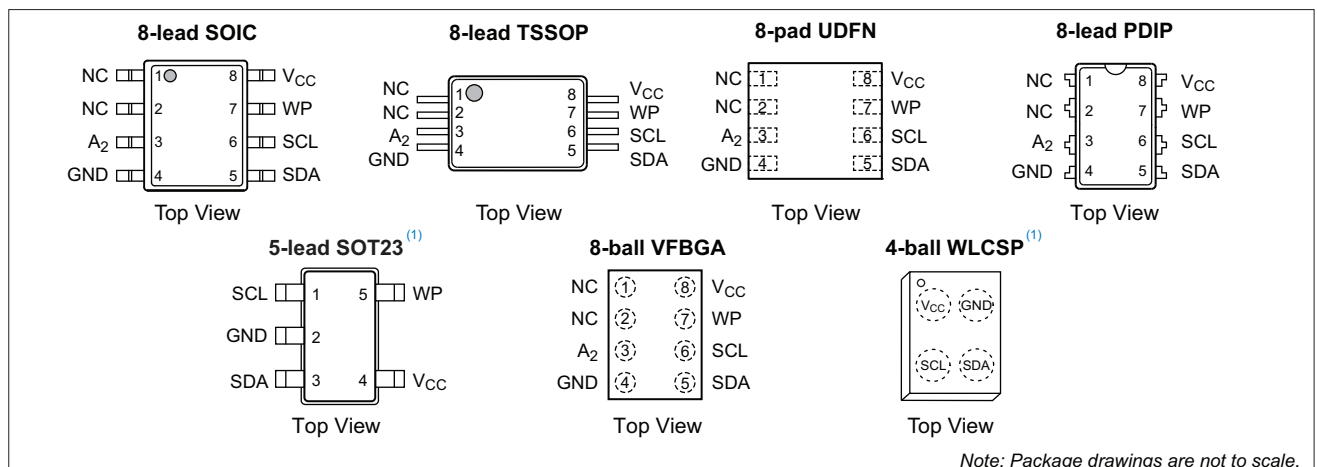 8-lead SOIC
NC 1 8 VCC
NC 2 7 WP
A2 3 6 SCL
GND 4 5 SDA
Top View
8-lead TSSOP
NC 1 8 VCC
NC 2 7 WP
A2 3 6 SCL
GND 4 5 SDA
Top View
8-pad UDFN
NC 1 8 VCC
NC 2 7 WP
A2 3 6 SCL
GND 4 5 SDA
Top View
8-lead PDIP
NC 1 8 VCC
NC 2 7 WP
A2 3 6 SCL
GND 4 5 SDA
Top View
5-lead SOT23 (1)
SCL 1 5 WP
GND 2
SDA 3 4 VCC
Top View
8-ball VFBGA
NC 1 8 VCC
NC 2 7 WP
A2 3 6 SCL
GND 4 5 SDA
Top View
4-ball WLCSP (1)
VCC GND
SCL SDA
Top View
Note: Package drawings are not to scale.